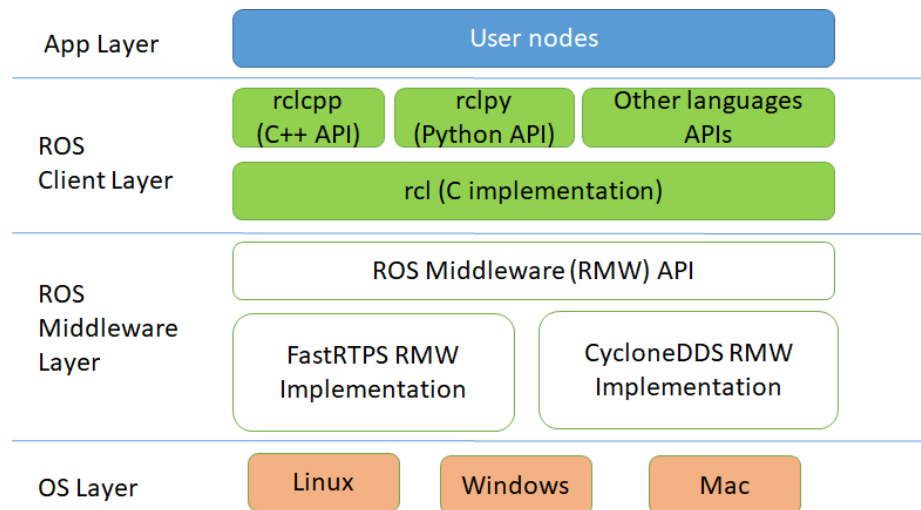 App Layer
User nodes
ROS
Client Layer
rclcpp
(C++ API)
rclpy
(Python API)
Other languages
APIs
rcl (C implementation)
ROS
Middleware
Layer
ROS Middleware (RMW) API
FastRTPS RMW
Implementation
CycloneDDS RMW
Implementation
OS Layer
Linux
Windows
Mac